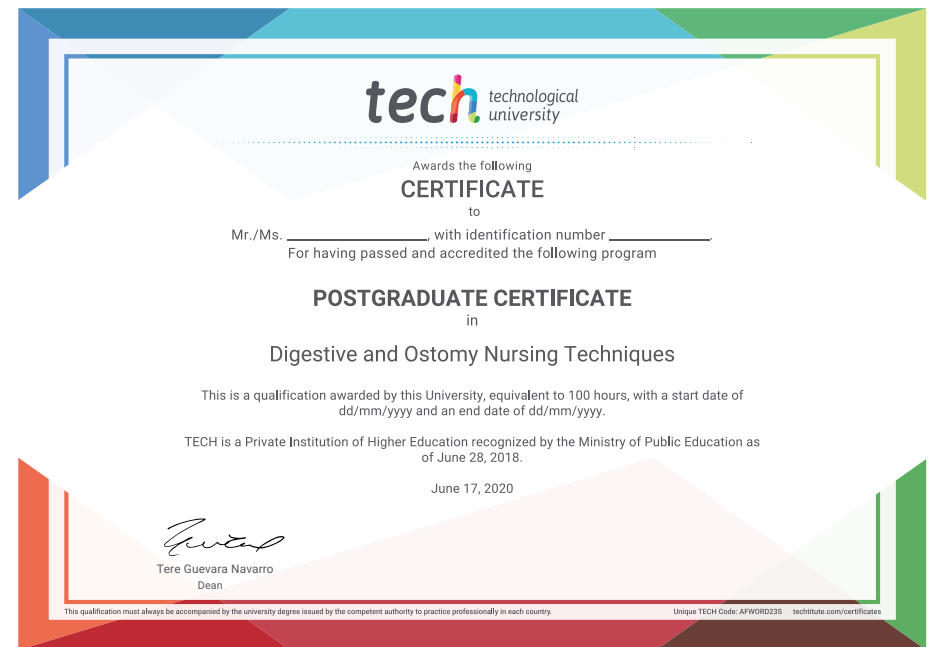 tech technological
university
Awards the following
CERTIFICATE
to
Mr./Ms. ____________________, with identification number ______________.
For having passed and accredited the following program
POSTGRADUATE CERTIFICATE
in
Digestive and Ostomy Nursing Techniques
This is a qualification awarded by this University, equivalent to 100 hours, with a start date of
dd/mm/yyyy and an end date of dd/mm/yyyy.
TECH is a Private Institution of Higher Education recognized by the Ministry of Public Education as
of June 28, 2018.
June 17, 2020
Tere Guevara Navarro
Dean
This qualification must always be accompanied by the university degree issued by the competent authority to practice professionally in each country.
Unique TECH Code: AFWORD23S techtitute.com/certificates